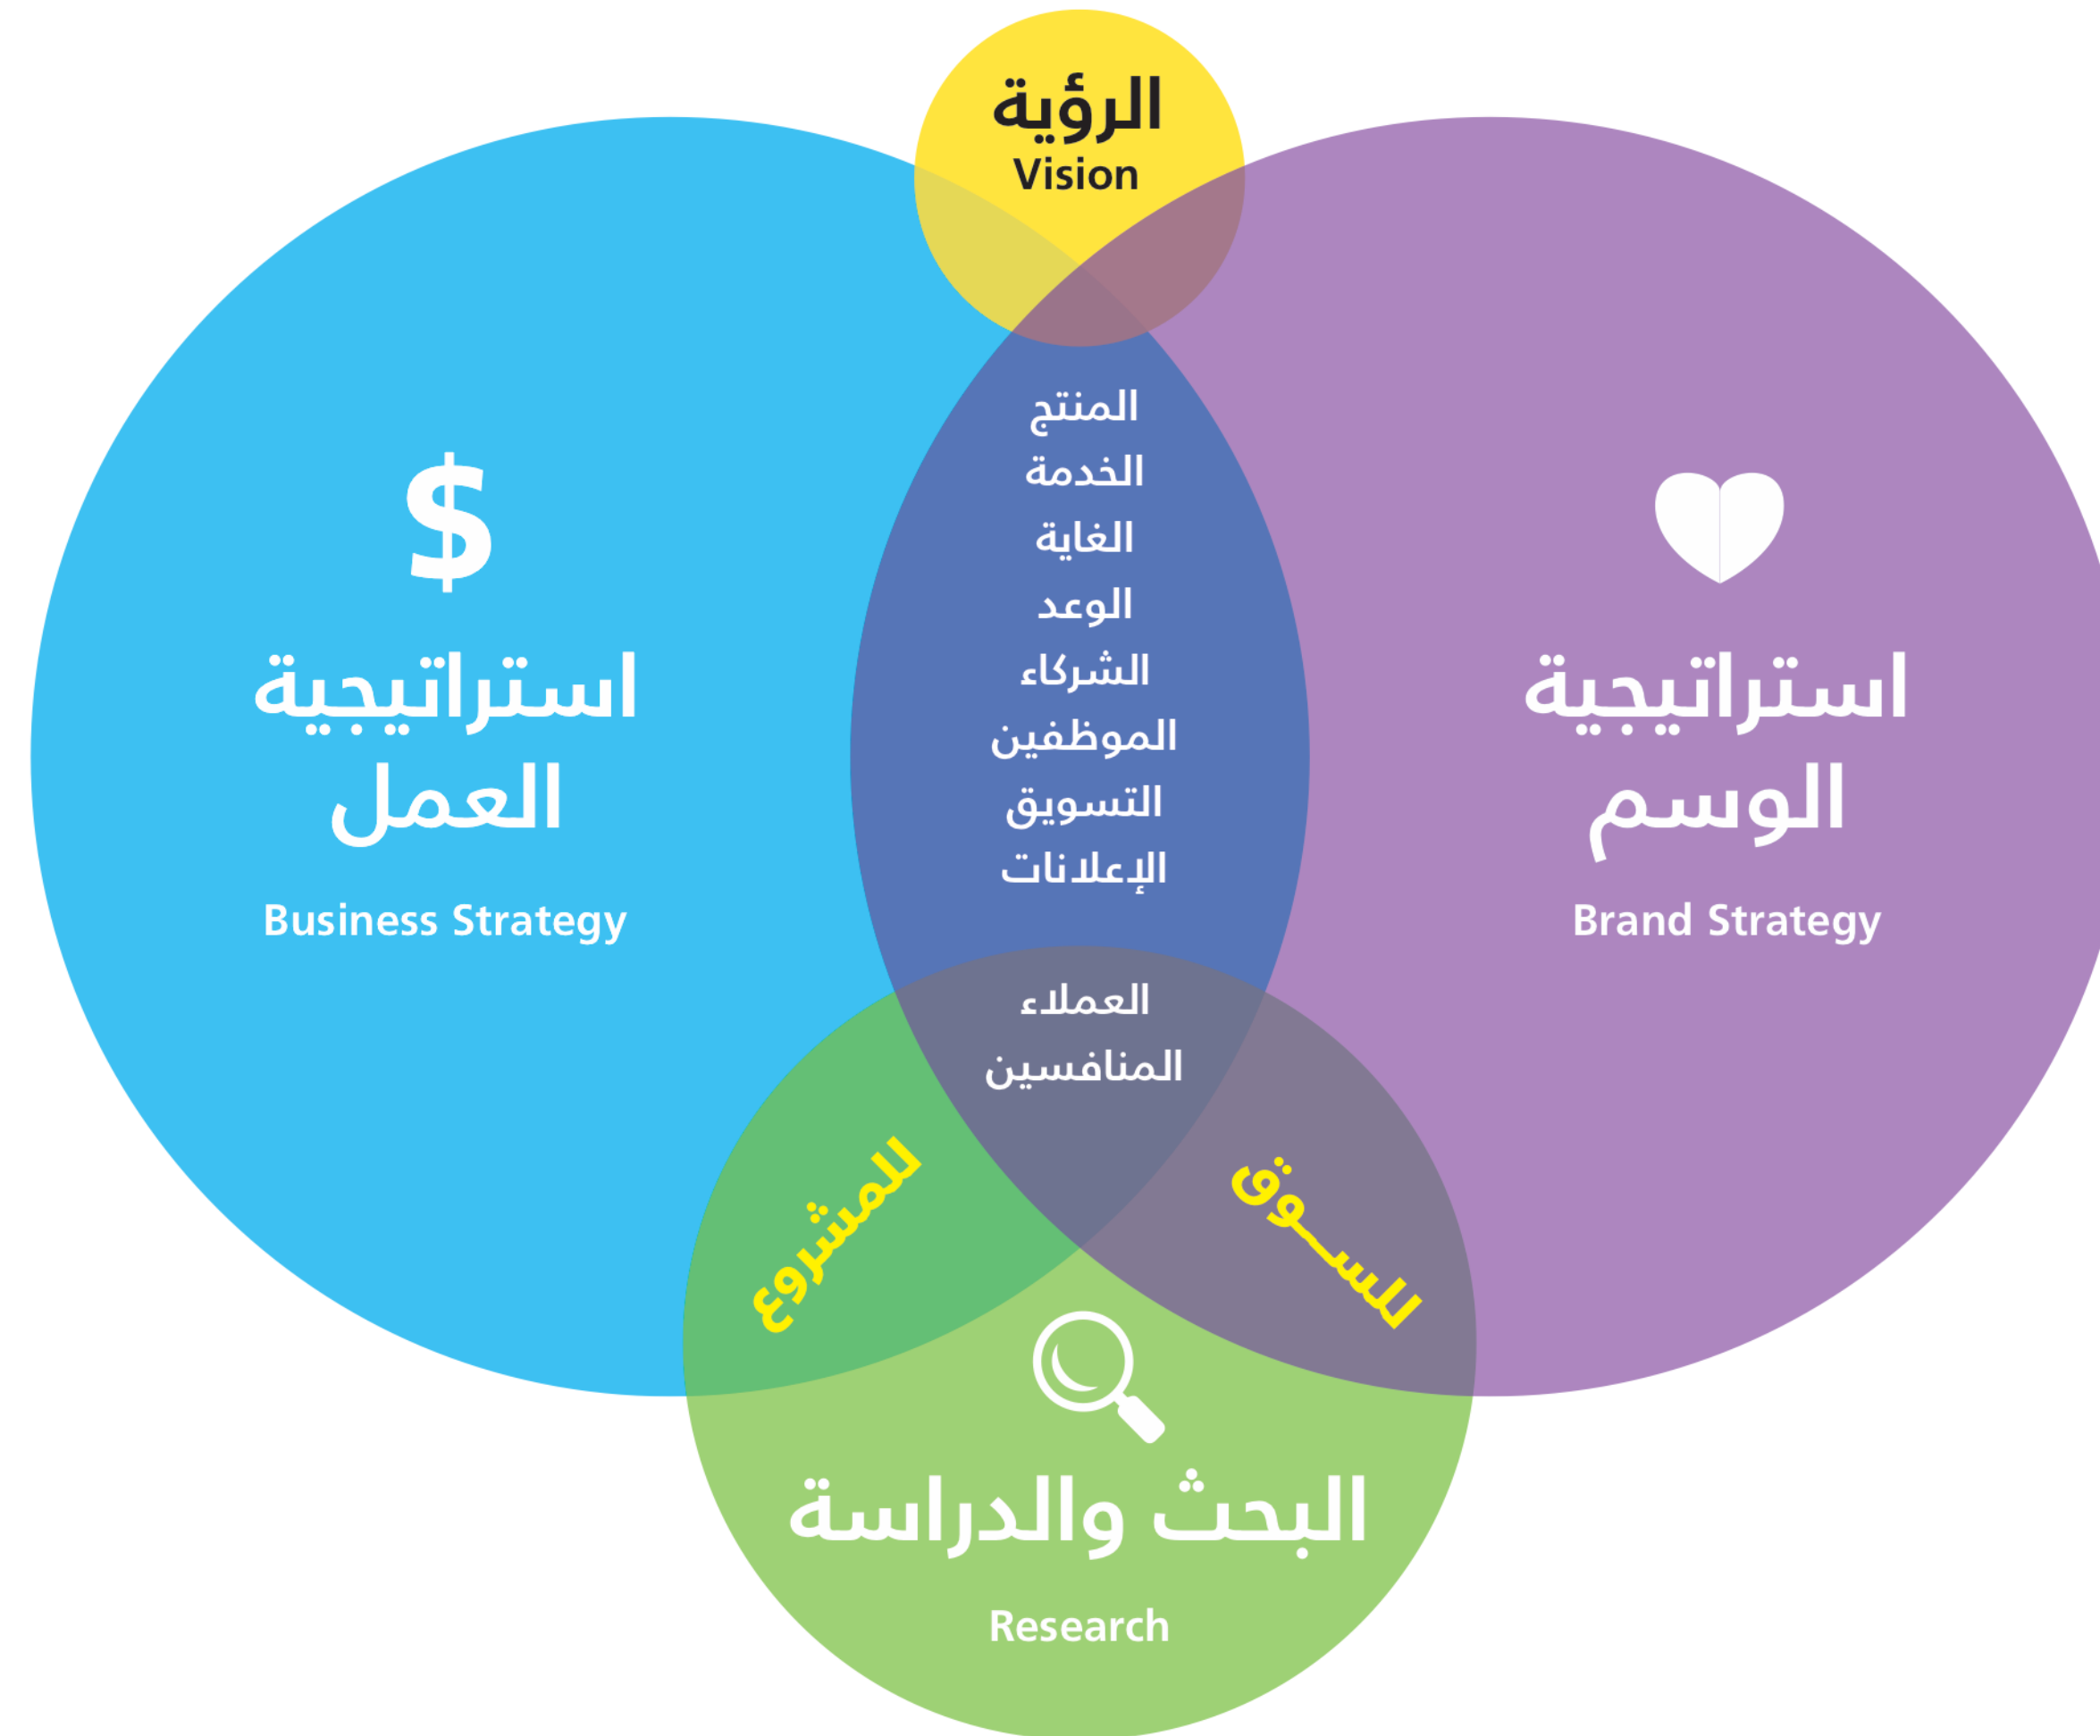 الرؤية
Vision
$
استراتيجية
العمل
Business Strategy
المنتج
الخدمة
الغاية
الوعد
الشركاء
الموظفين
التسويق
الإعلانات
استراتيجية
الوسم
Brand Strategy
العملاء
المنافسين
للمشروع
للســوق
البحث والدراسة
Research